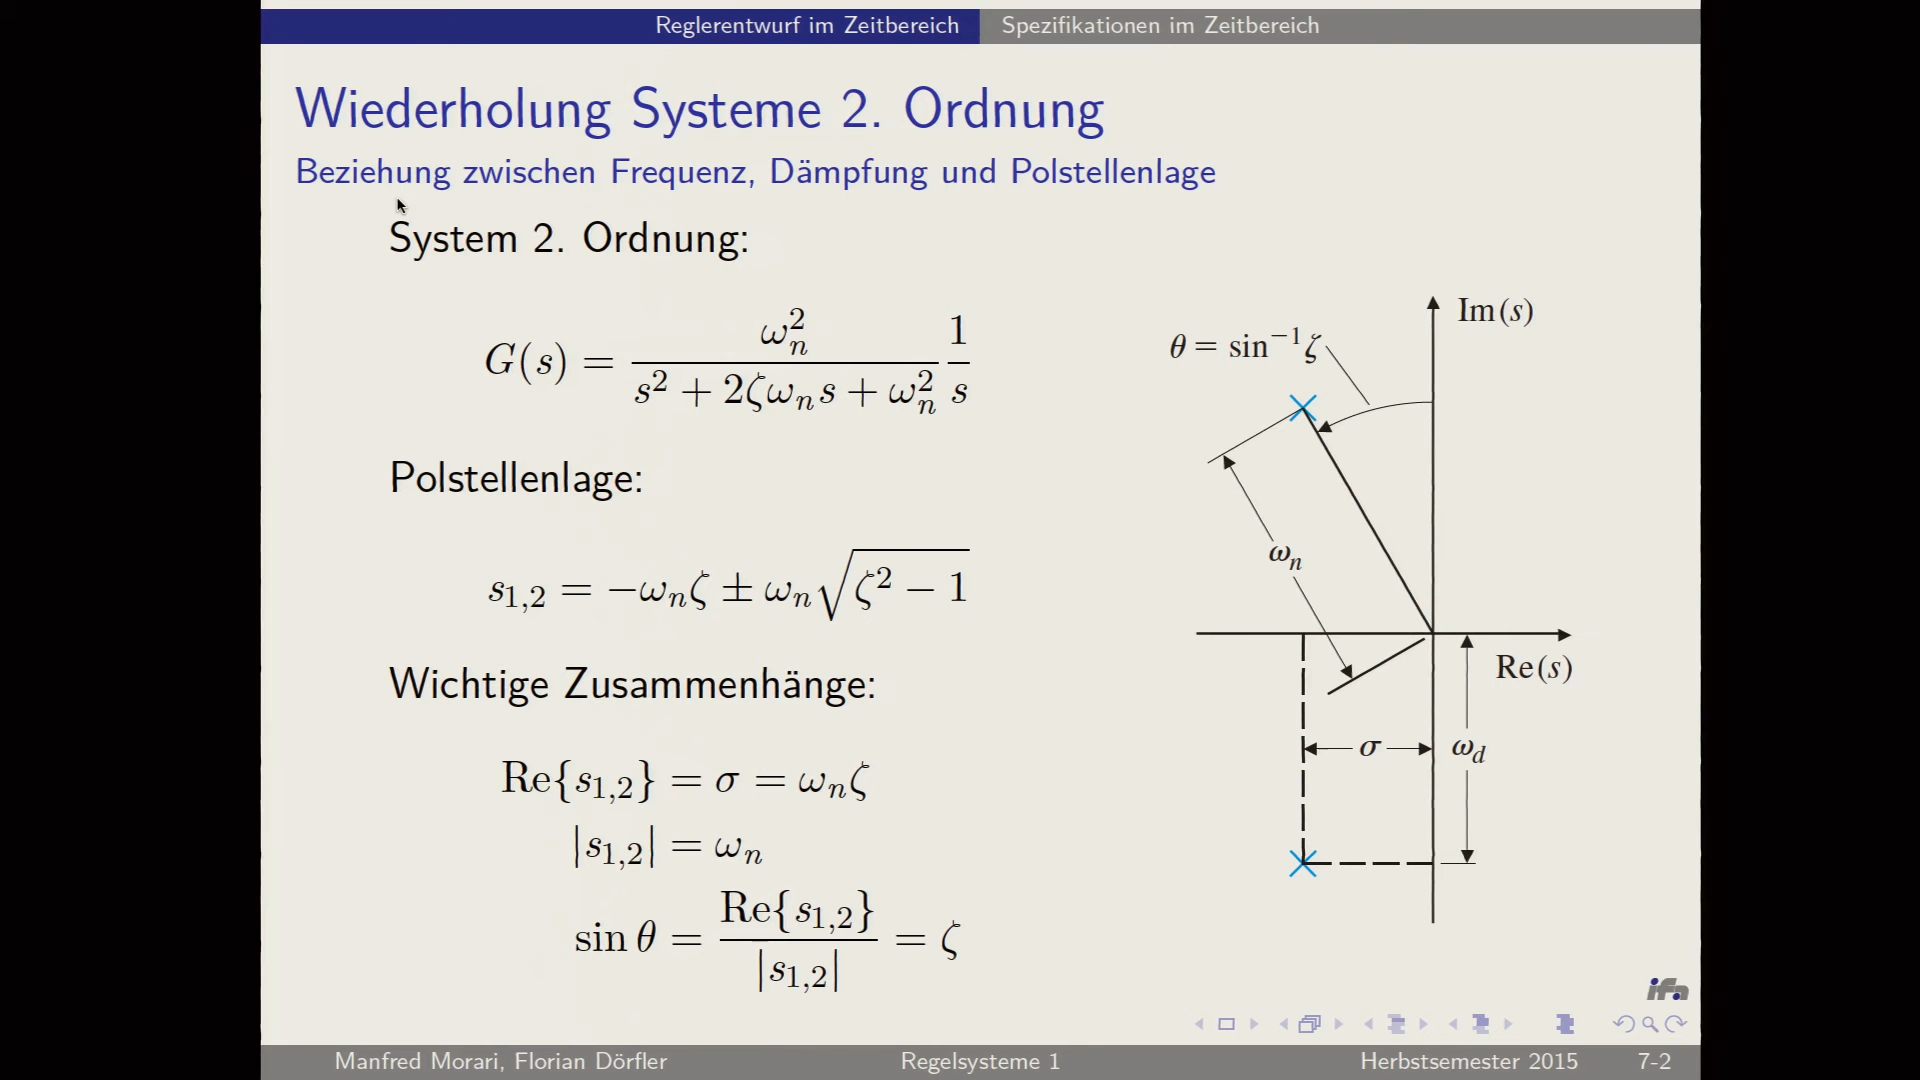 Reglerentwurf im Zeitbereich Spezifikationen im Zeitbereich
Wiederholung Systeme 2. Ordnung
Beziehung zwischen Frequenz, Dämpfung und Polstellenlage
System 2. Ordnung:
G(s) = ω_n^2 / (s^2 + 2ζω_n s + ω_n^2) 1/s
Polstellenlage:
s_{1,2} = −ω_nζ ± ω_n√(ζ^2 − 1)
Wichtige Zusammenhänge:
Re{s_{1,2}} = σ = ω_nζ
|s_{1,2}| = ω_n
sin θ = Re{s_{1,2}} / |s_{1,2}| = ζ
Im(s)
θ = sin^{−1} ζ
ω_n
Re(s)
σ
ω_d
ifa
Manfred Morari, Florian Dörfler Regelsysteme 1 Herbstsemester 2015 7-2